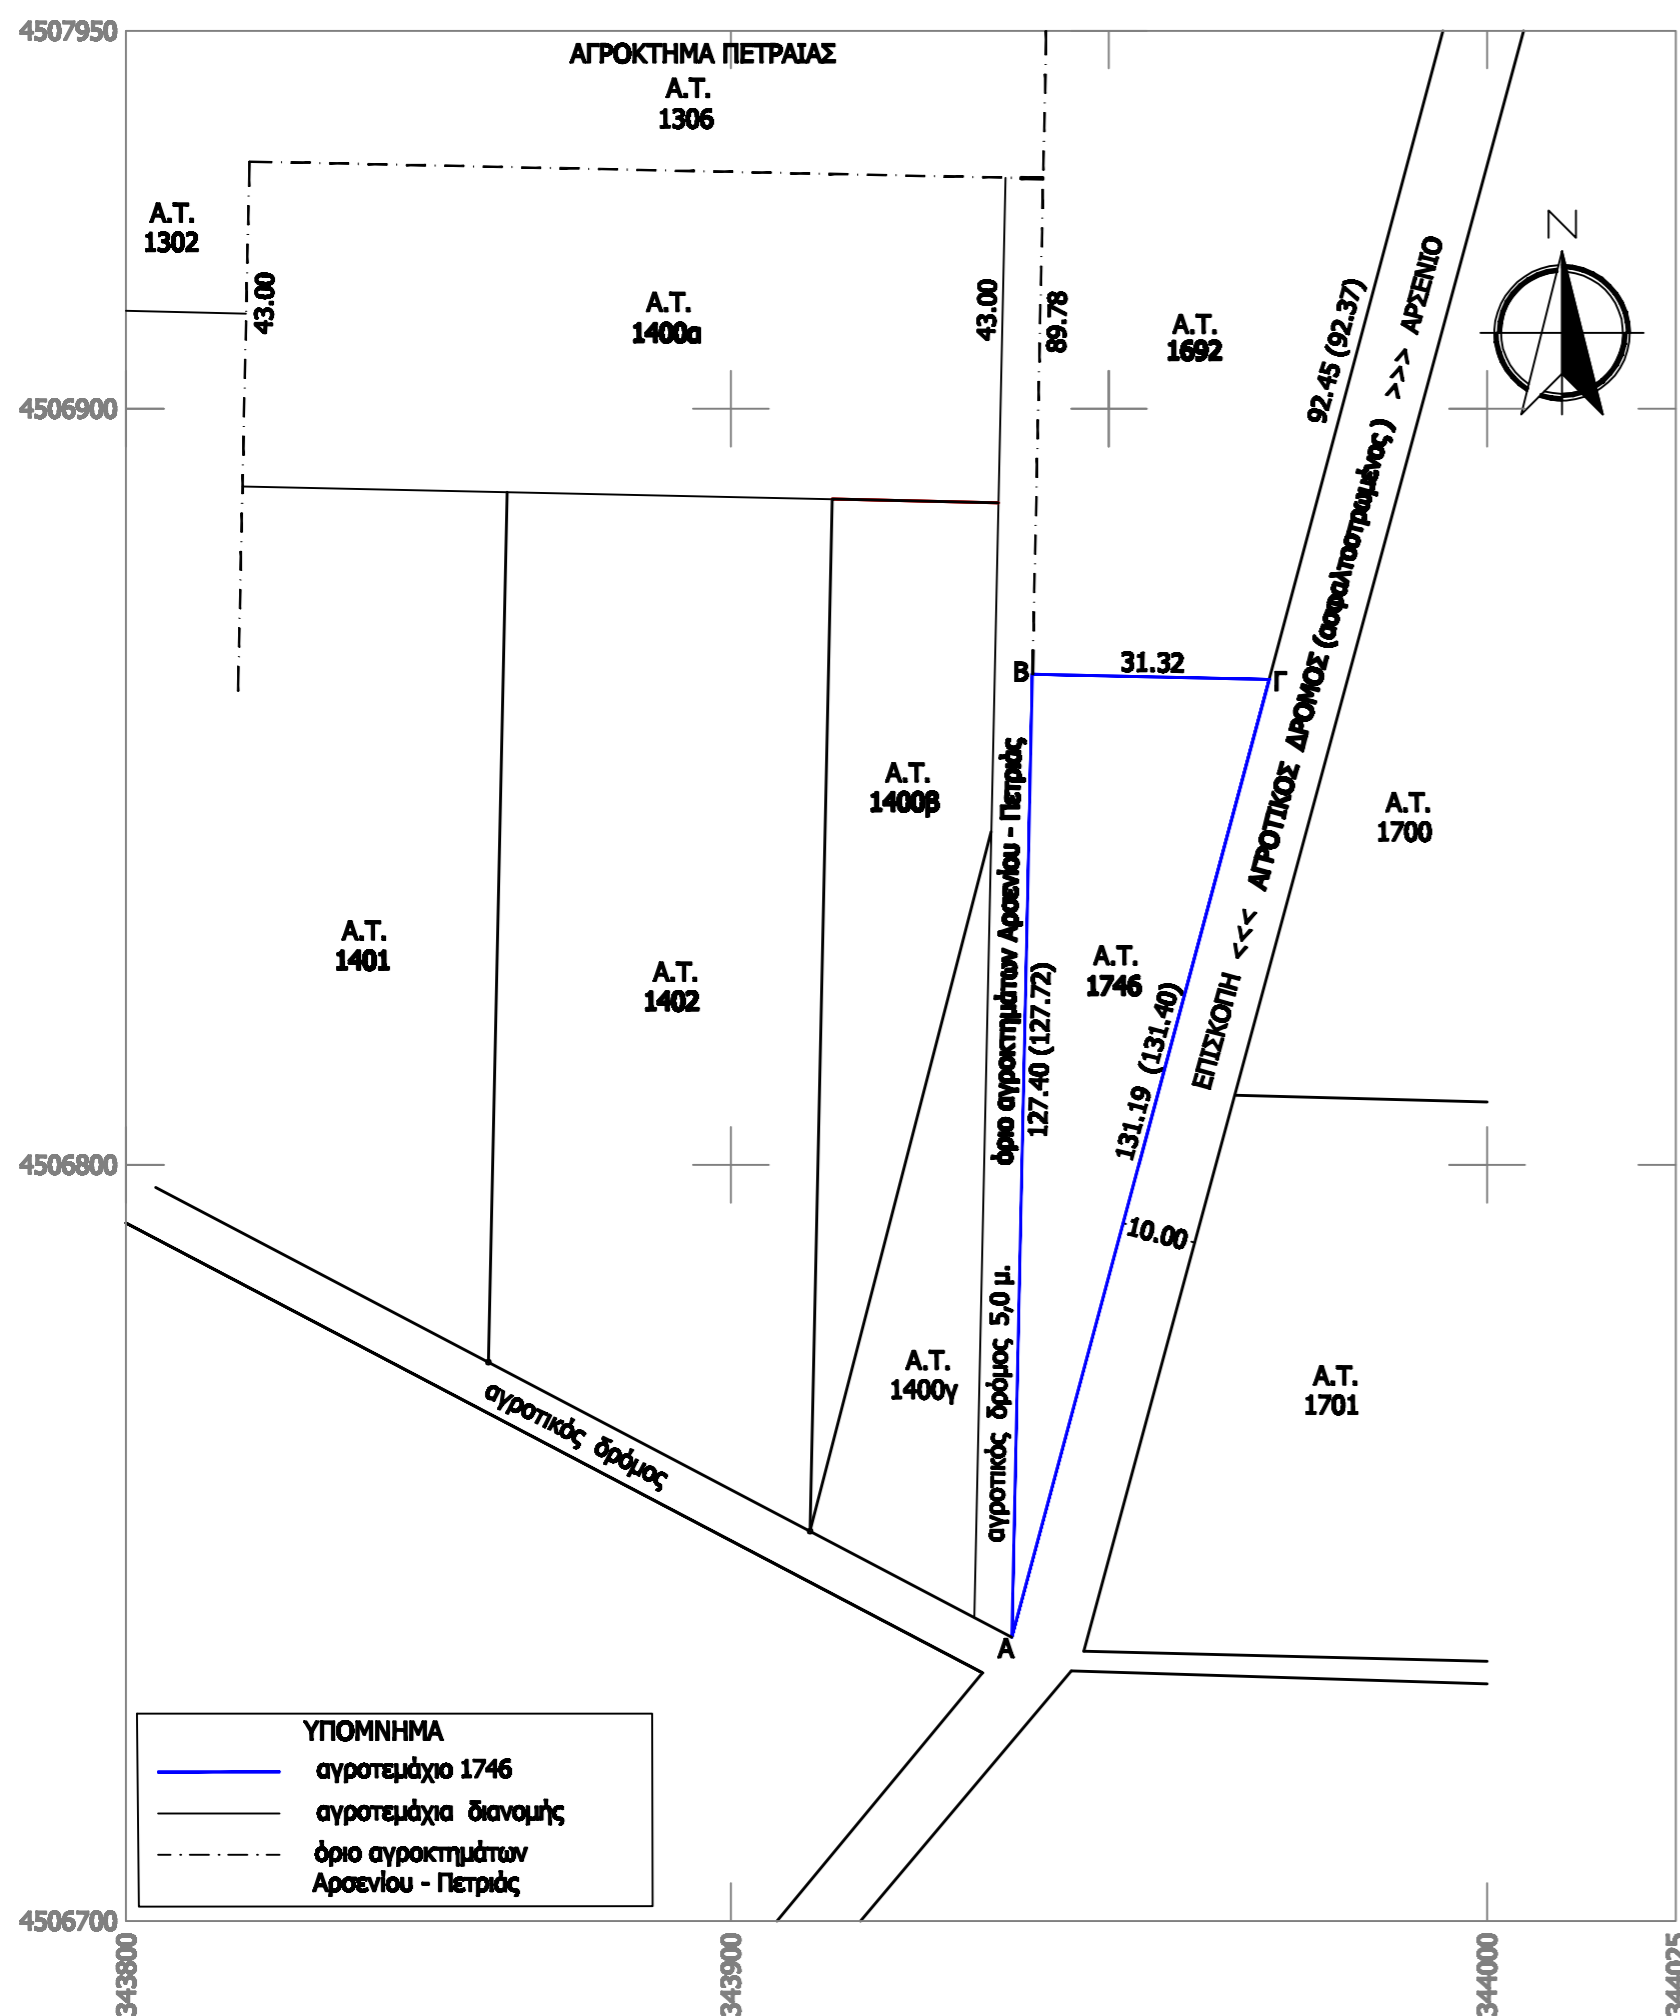 4507950
ΑΓΡΟΚΤΗΜΑ ΠΕΤΡΑΙΑΣ
Α.Τ.
1306
Α.Τ.
1302
43.00
Α.Τ.
1400α
43.00
89.78
Α.Τ.
1692
92.45 (92.37)
N
4506900
ΕΠΙΣΚΟΠΗ <<< ΑΓΡΟΤΙΚΟΣ ΔΡΟΜΟΣ (ασφαλτοστρωμένος) >>> ΑΡΣΕΝΙΟ
Β
31.32
Γ
Α.Τ.
1400β
όριο αγροκτημάτων Αρσενίου - Πετριάς
Α.Τ.
1700
Α.Τ.
1401
Α.Τ.
1402
127.40 (127.72)
Α.Τ.
1746
131.19 (131.40)
4506800
10.00
αγροτικός δρόμος 5,0 μ.
Α.Τ.
1400γ
Α.Τ.
1701
αγροτικός δρόμος
Α
ΥΠΟΜΝΗΜΑ
αγροτεμάχιο 1746
αγροτεμάχια διανομής
όριο αγροκτημάτων
Αρσενίου - Πετριάς
4506700
343800
343900
344000
344025